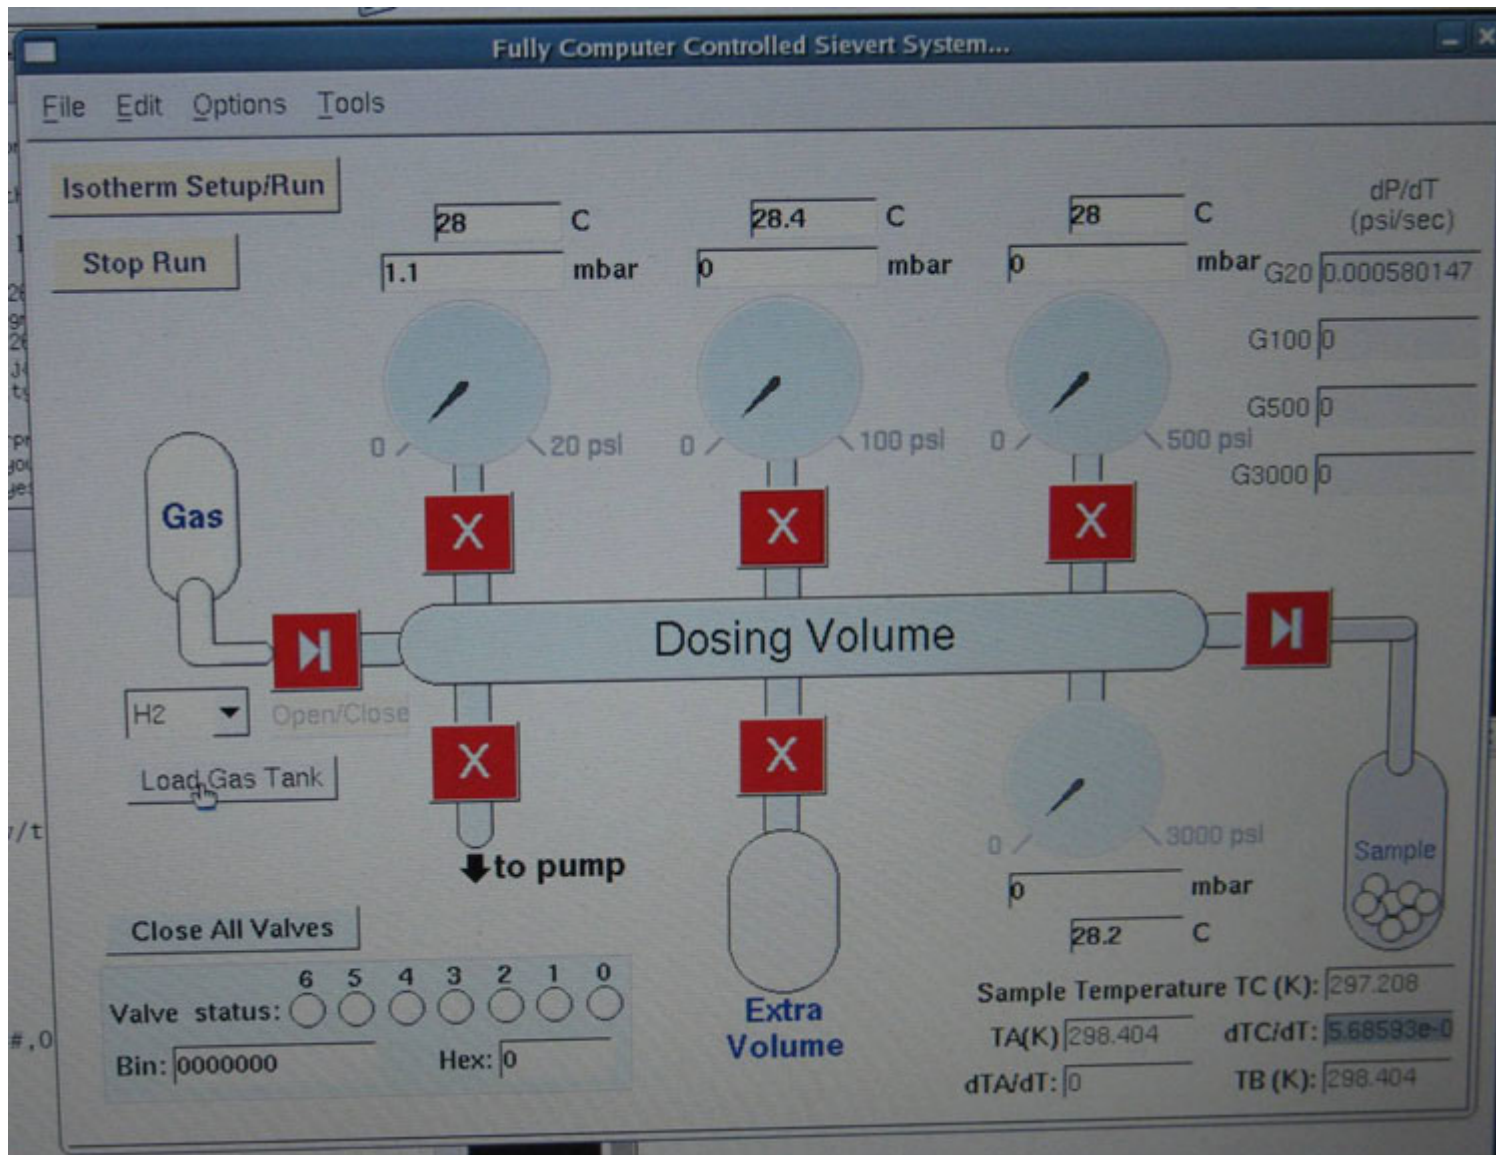 Fully Computer Controlled Sievert System...
File Edit Options Tools
Isotherm Setup/Run
Stop Run
28 C
1.1 mbar
28.4 C
0 mbar
28 C
0 mbar
dP/dT
(psi/sec)
G20 0.000580147
G100 0
G500 0
G3000 0
0 20 psi
0 100 psi
0 500 psi
Gas
X
X
X
Dosing Volume
H2
Open/Close
Load Gas Tank
X
X
to pump
0 3000 psi
0 mbar
28.2 C
Sample
Close All Valves
6 5 4 3 2 1 0
Valve status:
Bin: 0000000 Hex: 0
Extra
Volume
Sample Temperature TC (K): 297.208
TA(K) 298.404 dTC/dT: 5.68593e-0
dTA/dT: 0 TB (K): 298.404
/t
#,0